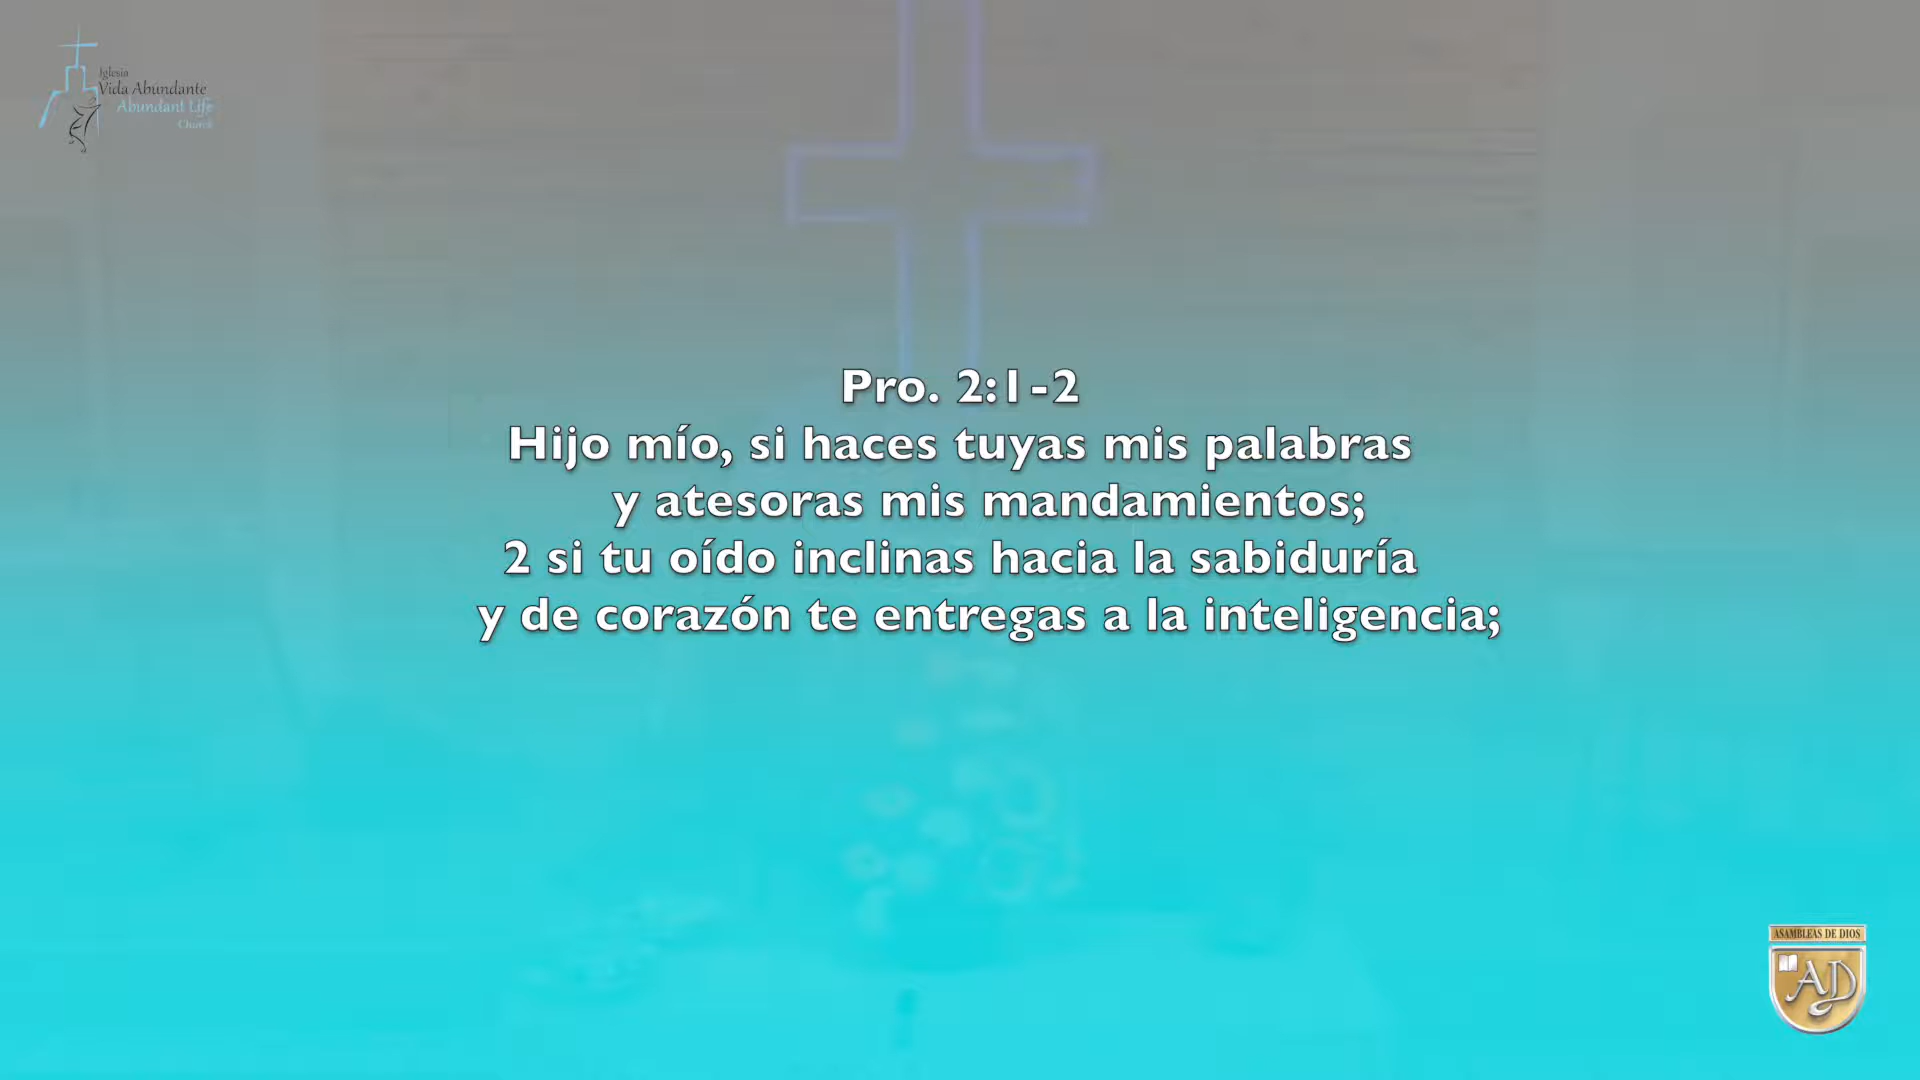 Iglesia
Vida Abundante
Abundant Life
Church
Pro. 2:1-2
Hijo mío, si haces tuyas mis palabras
y atesoras mis mandamientos;
2 si tu oído inclinas hacia la sabiduría
y de corazón te entregas a la inteligencia;
ASAMBLEAS DE DIOS
AD